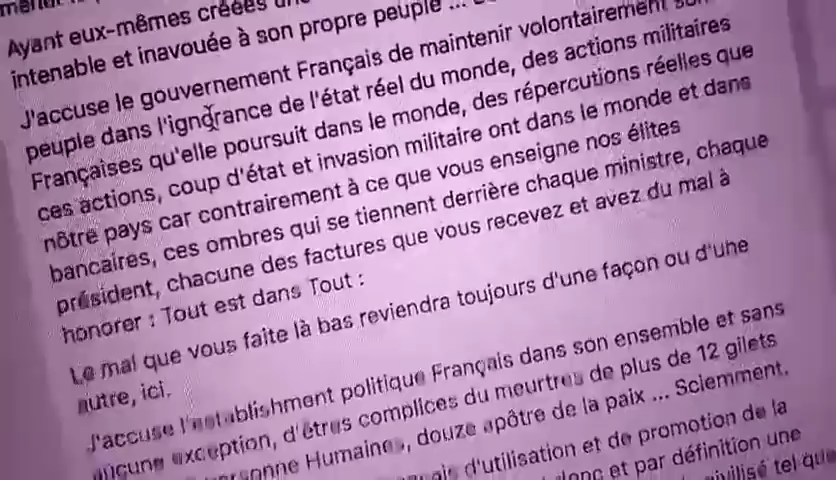 Ayant eux-mêmes créées
intenable et inavouée à son propre peuple ...
J'accuse le gouvernement Français de maintenir volontairement son
peuple dans l'ignorance de l'état réel du monde, des actions militaires
Françaises qu'elle poursuit dans le monde, des répercutions réelles que
ces actions, coup d'état et invasion militaire ont dans le monde et dans
nôtre pays car contrairement à ce que vous enseigne nos élites
bancaires, ces ombres qui se tiennent derrière chaque ministre, chaque
président, chacune des factures que vous recevez et avez du mal à
honorer : Tout est dans Tout :
Le mal que vous faite là bas reviendra toujours d'une façon ou d'une
autre, ici.
J'accuse l'establishment politique Français dans son ensemble et sans
aucune exception, d'êtres complices du meurtres de plus de 12 gilets
Humaines, douze apôtre de la paix ... Sciemment.
d'utilisation et de promotion de la
donc et par définition une
tel que